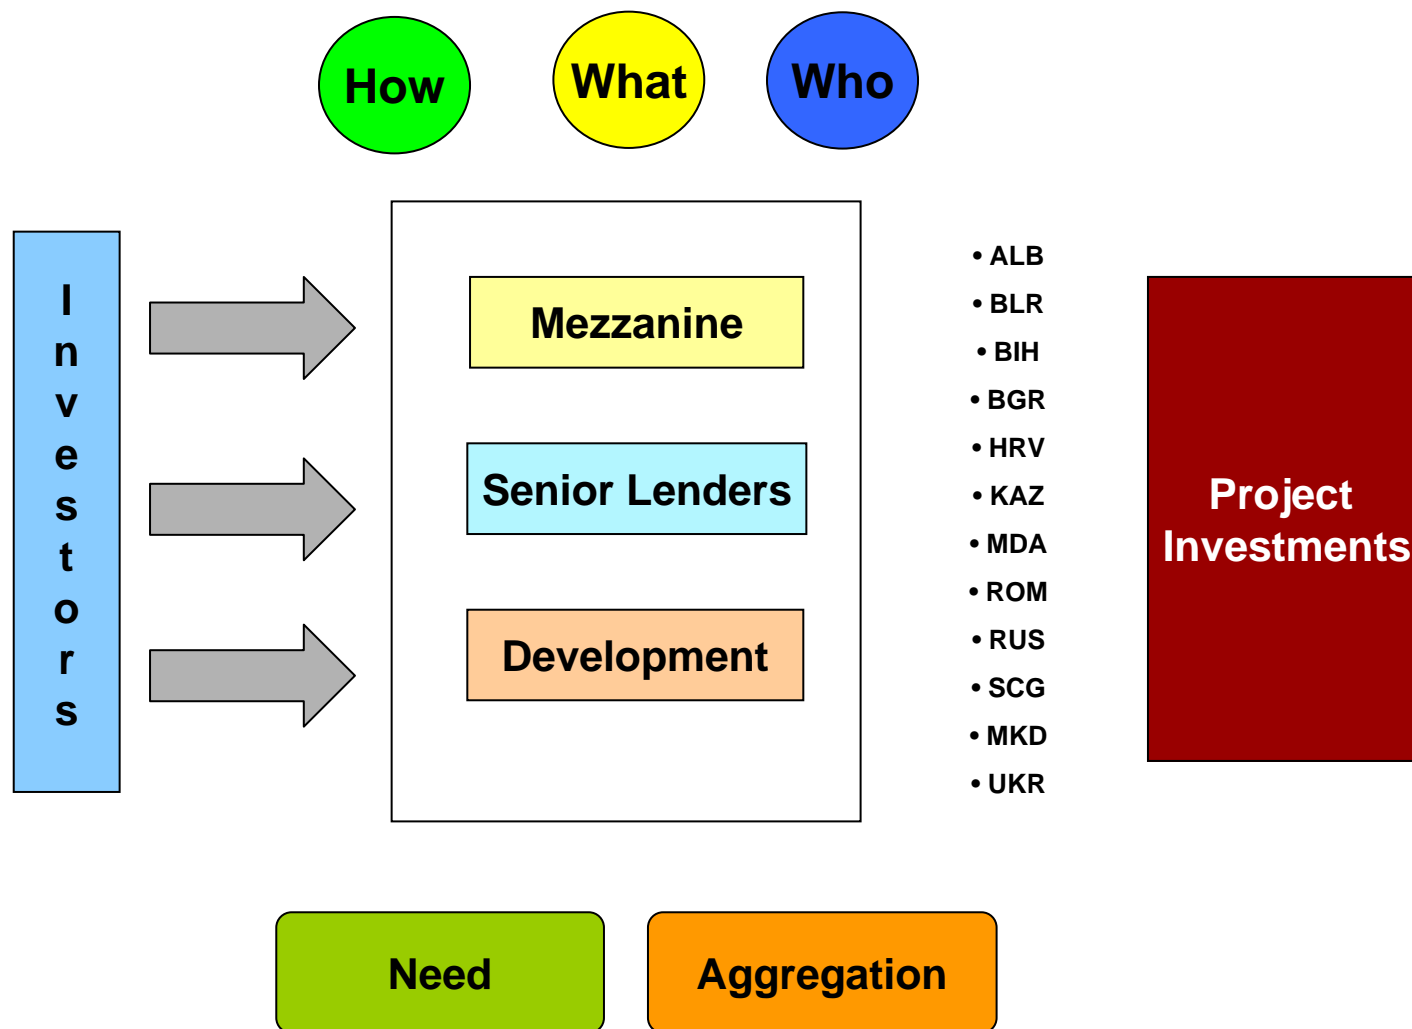 How
What
Who
Investors
Mezzanine
Senior Lenders
Development
• ALB
• BLR
• BIH
• BGR
• HRV
• KAZ
• MDA
• ROM
• RUS
• SCG
• MKD
• UKR
Project
Investments
Need
Aggregation